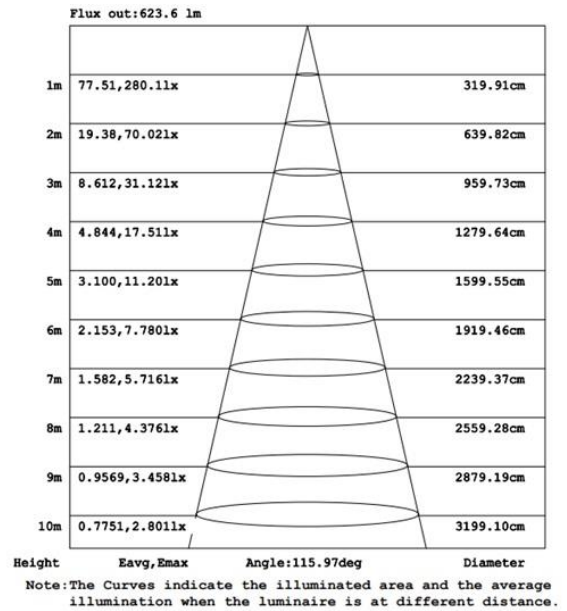 Flux out:623.6 lm
1m 77.51,280.1lx 319.91cm
2m 19.38,70.02lx 639.82cm
3m 8.612,31.12lx 959.73cm
4m 4.844,17.51lx 1279.64cm
5m 3.100,11.20lx 1599.55cm
6m 2.153,7.780lx 1919.46cm
7m 1.582,5.716lx 2239.37cm
8m 1.211,4.376lx 2559.28cm
9m 0.9569,3.458lx 2879.19cm
10m 0.7751,2.801lx 3199.10cm
Height Eavg,Emax Angle:115.97deg Diameter
Note:The Curves indicate the illuminated area and the average
illumination when the luminaire is at different distance.